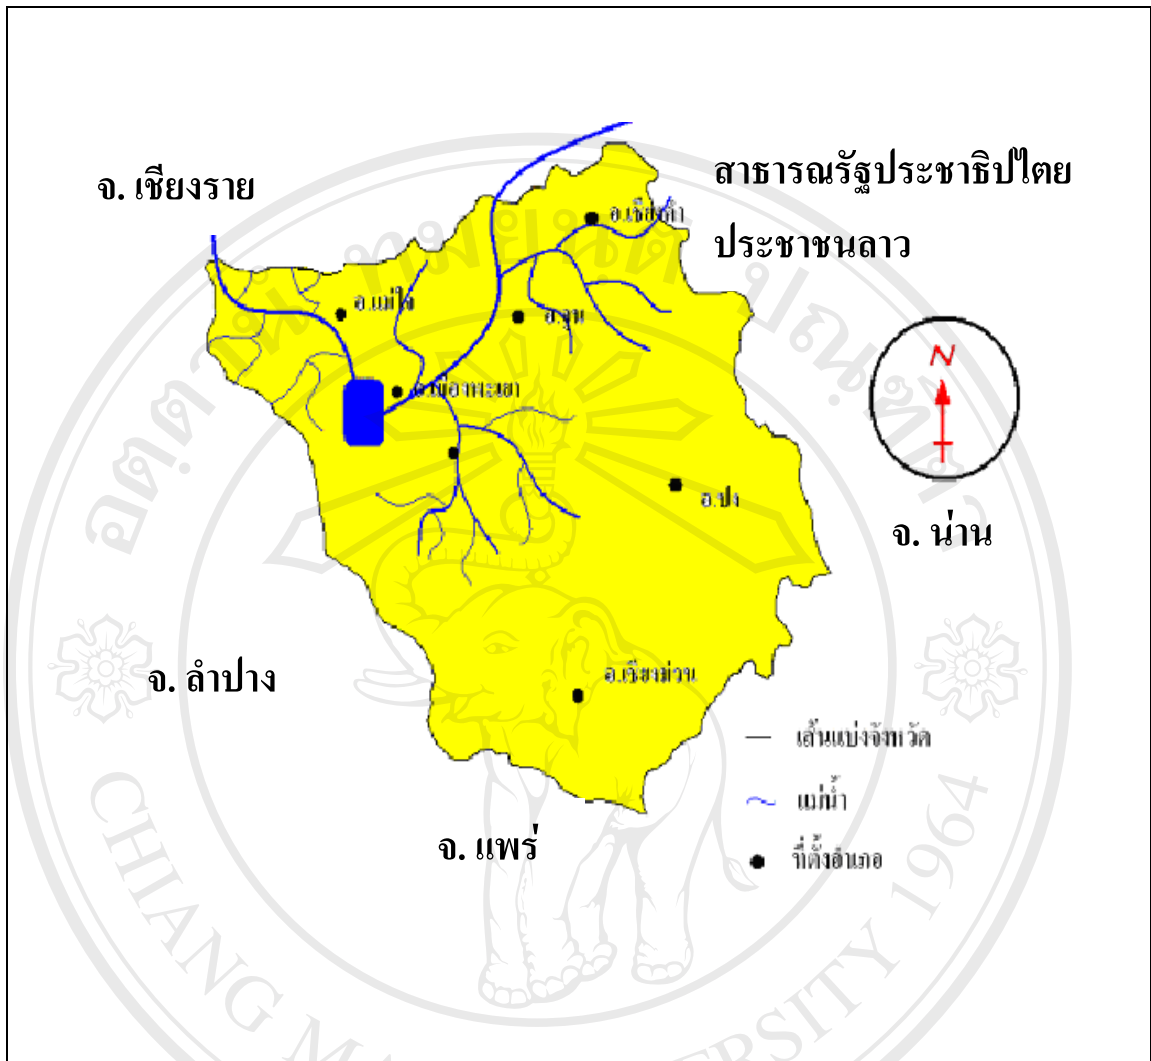 จ. เชียงราย
สาธารณรัฐประชาธิปไตย
ประชาชนลาว
อ.เชียงคำ
อ.แม่ใจ
อ.จุน
N
อ.เมืองพะเยา
อ.ปง
จ. น่าน
จ. ลำปาง
อ.เชียงม่วน
เส้นแบ่งจังหวัด
แม่น้ำ
จ. แพร่
ที่ตั้งอำเภอ
CHIANG MAI UNIVERSITY 1964